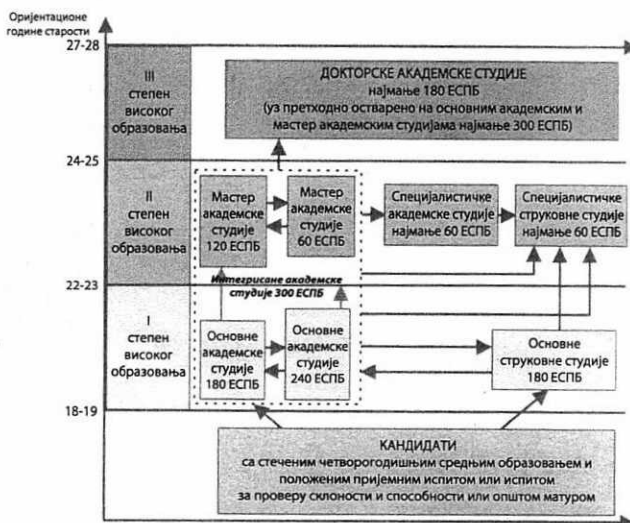 Оријентационе
године старости
27-28
III
степен
високог
образовања
ДОКТОРСКЕ АКАДЕМСКЕ СТУДИЈЕ
најмање 180 ЕСПБ
(уз претходно остварено на основним академским и
мастер академским студијама најмање 300 ЕСПБ)
24-25
II
степен
високог
образовања
Мастер
академске
студије
120 ЕСПБ
Мастер
академске
студије
60 ЕСПБ
Специјалистичке
академске студије
најмање 60 ЕСПБ
Специјалистичке
струковне студије
најмање 60 ЕСПБ
Интегрисане академске
студије 300 ЕСПБ
22-23
I
степен
високог
образовања
Основне
академске
студије
180 ЕСПБ
Основне
академске
студије
240 ЕСПБ
Основне
струковне студије
180 ЕСПБ
18-19
КАНДИДАТИ
са стеченим четворогодишњим средњим образовањем и
положеним пријемним испитом или испитом
за проверу склоности и способности или општом матуром